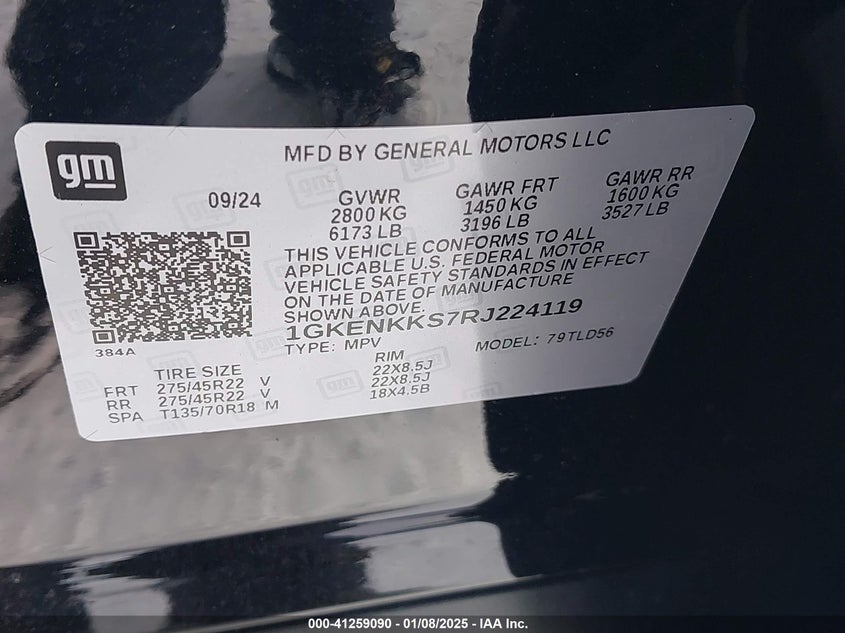 gm
MFD BY GENERAL MOTORS LLC
09/24
GVWR
2800 KG
6173 LB
GAWR FRT
1450 KG
3196 LB
GAWR RR
1600 KG
3527 LB
THIS VEHICLE CONFORMS TO ALL
APPLICABLE U.S. FEDERAL MOTOR
VEHICLE SAFETY STANDARDS IN EFFECT
ON THE DATE OF MANUFACTURE
SHOWN ABOVE.
1GKENKKS7RJ224119
TYPE: MPV
MODEL: 79TLD56
384A
TIRE SIZE
RIM
FRT 275/45R22 V 22X8.5J
RR 275/45R22 V 22X8.5J
SPA T135/70R18 M 18X4.5B
000-41259090 - 01/08/2025 - IAA Inc.